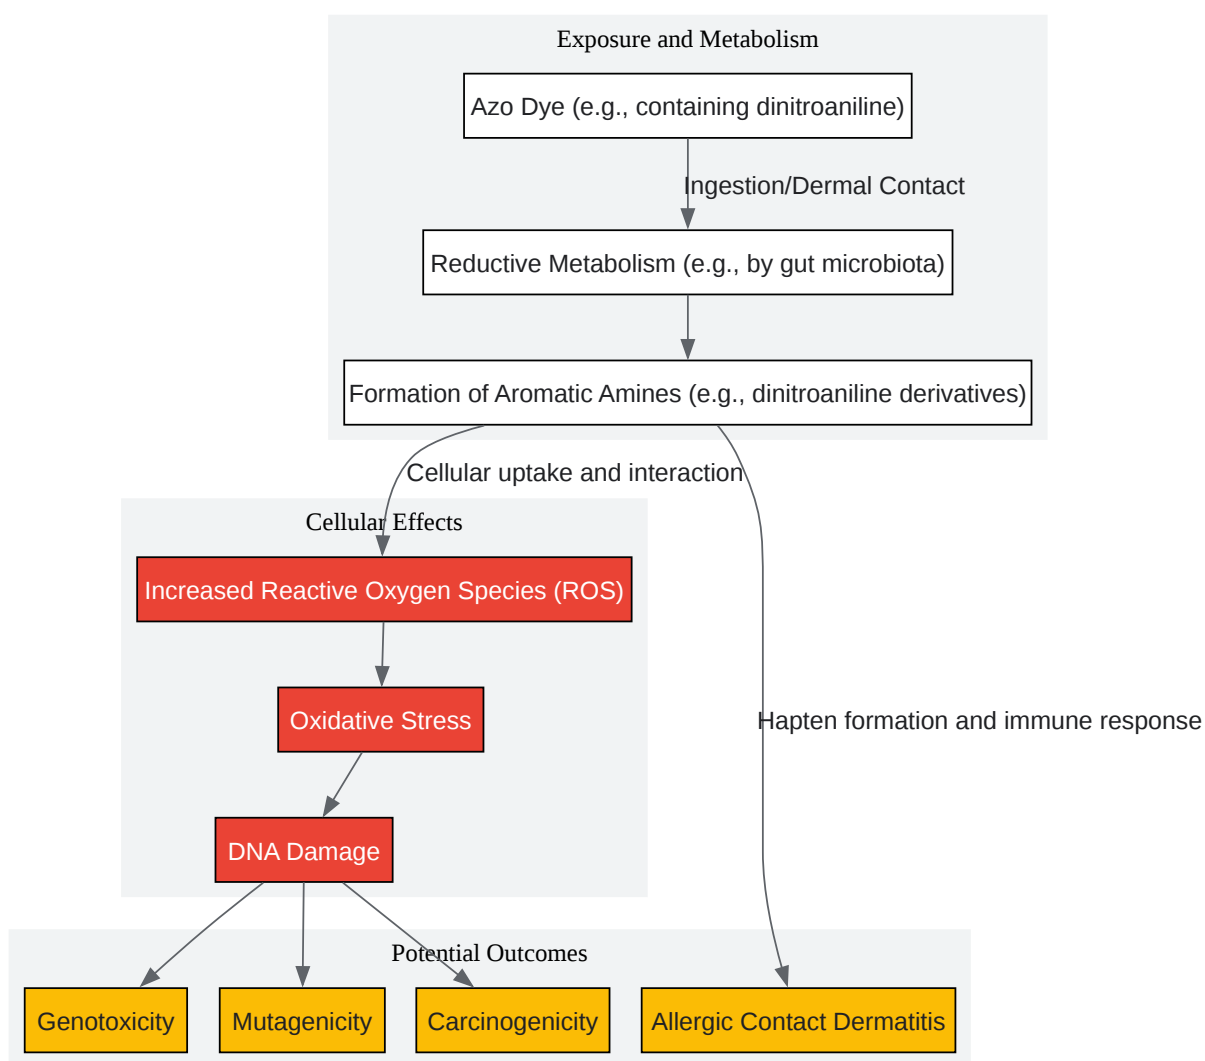 Exposure and Metabolism
Azo Dye (e.g., containing dinitroaniline)
Ingestion/Dermal Contact
Reductive Metabolism (e.g., by gut microbiota)
Formation of Aromatic Amines (e.g., dinitroaniline derivatives)
Cellular uptake and interaction
Cellular Effects
Increased Reactive Oxygen Species (ROS)
Oxidative Stress
Hapten formation and immune response
DNA Damage
Potential Outcomes
Genotoxicity
Mutagenicity
Carcinogenicity
Allergic Contact Dermatitis